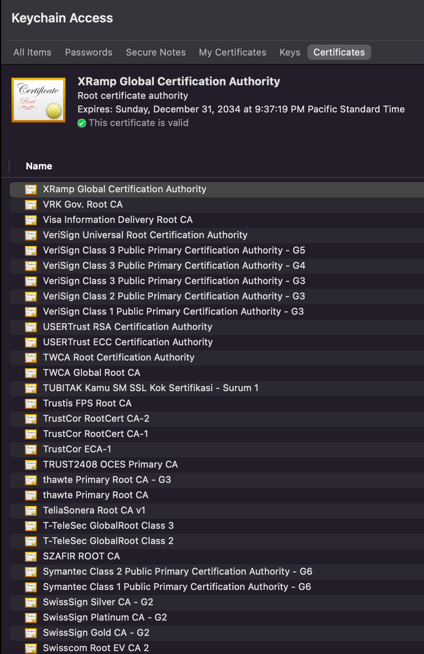 Keychain Access
All Items Passwords Secure Notes My Certificates Keys Certificates
Certificate
Root
XRamp Global Certification Authority
Root certificate authority
Expires: Sunday, December 31, 2034 at 9:37:19 PM Pacific Standard Time
This certificate is valid
Name
XRamp Global Certification Authority
VRK Gov. Root CA
Visa Information Delivery Root CA
VeriSign Universal Root Certification Authority
VeriSign Class 3 Public Primary Certification Authority - G5
VeriSign Class 3 Public Primary Certification Authority - G4
VeriSign Class 3 Public Primary Certification Authority - G3
VeriSign Class 2 Public Primary Certification Authority - G3
VeriSign Class 1 Public Primary Certification Authority - G3
USERTrust RSA Certification Authority
USERTrust ECC Certification Authority
TWCA Root Certification Authority
TWCA Global Root CA
TUBITAK Kamu SM SSL Kok Sertifikasi - Surum 1
Trustis FPS Root CA
TrustCor RootCert CA-2
TrustCor RootCert CA-1
TrustCor ECA-1
TRUST2408 OCES Primary CA
thawte Primary Root CA - G3
thawte Primary Root CA
TeliaSonera Root CA v1
T-TeleSec GlobalRoot Class 3
T-TeleSec GlobalRoot Class 2
SZAFIR ROOT CA
Symantec Class 2 Public Primary Certification Authority - G6
Symantec Class 1 Public Primary Certification Authority - G6
SwissSign Silver CA - G2
SwissSign Platinum CA - G2
SwissSign Gold CA - G2
Swisscom Root EV CA 2